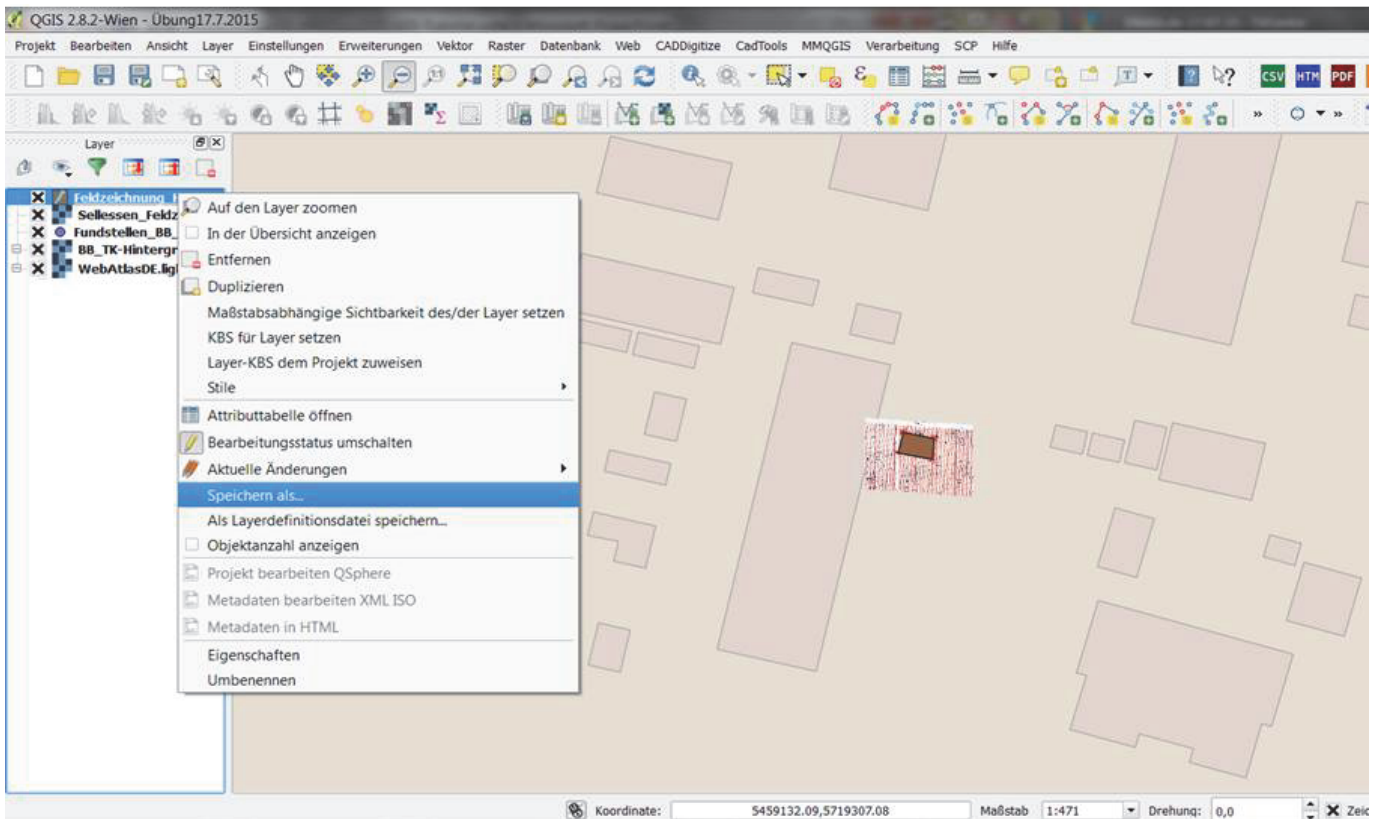 QGIS 2.8.2-Wien - Übung17.7.2015
Projekt Bearbeiten Ansicht Layer Einstellungen Erweiterungen Vektor Raster Datenbank Web CADDigitize CadTools MMQGIS Verarbeitung SCP Hilfe
CSV HTM PDF
Layer
Feldzeichnung
Sellessen_Feldz
Fundstellen_BB_
BB_TK-Hintergr
WebAtlasDE.lig
Auf den Layer zoomen
In der Übersicht anzeigen
Entfernen
Duplizieren
Maßstabsabhängige Sichtbarkeit des/der Layer setzen
KBS für Layer setzen
Layer-KBS dem Projekt zuweisen
Stile
Attributtabelle öffnen
Bearbeitungsstatus umschalten
Aktuelle Änderungen
Speichern als...
Als Layerdefinitionsdatei speichern...
Objektanzahl anzeigen
Projekt bearbeiten QSphere
Metadaten bearbeiten XML ISO
Metadaten in HTML
Eigenschaften
Umbenennen
Koordinate: 5459132.09,5719307.08 Maßstab 1:471 Drehung: 0,0 Zeic